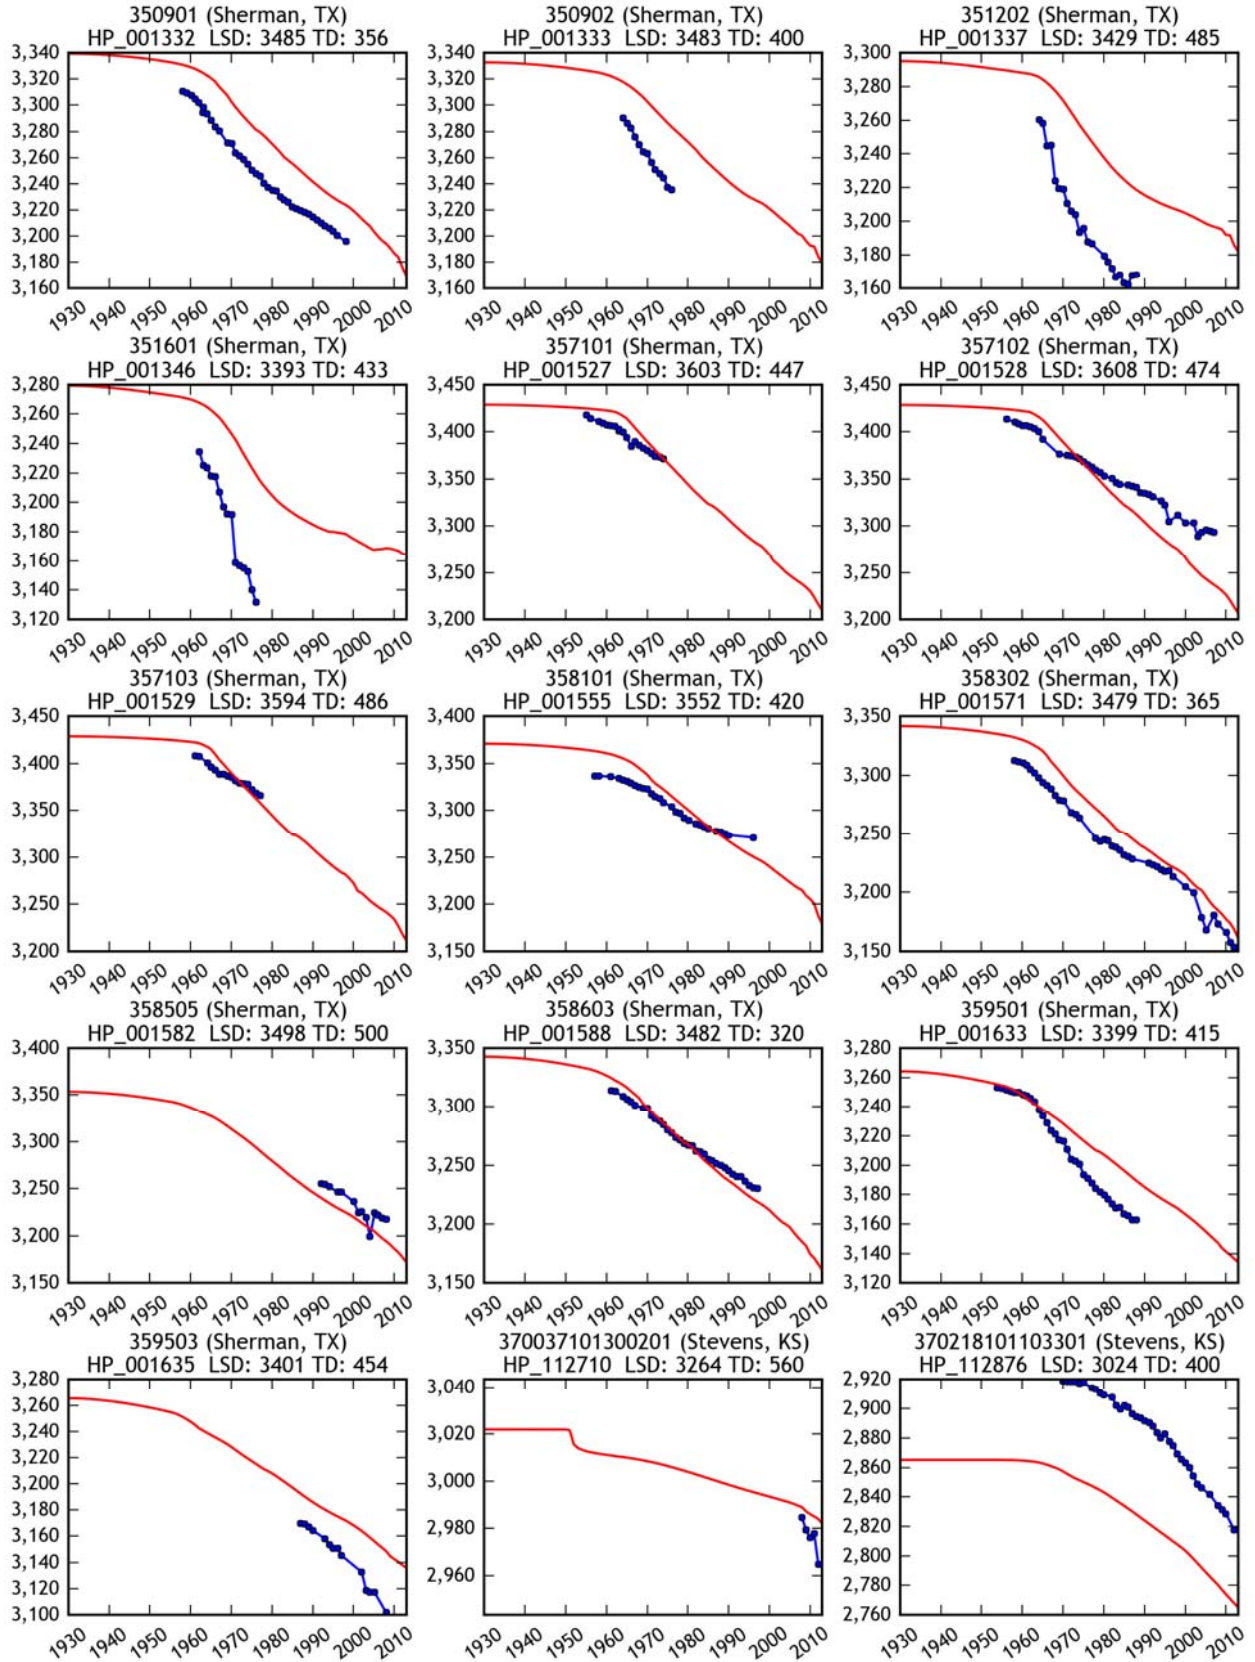 350901 (Sherman, TX)
HP_001332 LSD: 3485 TD: 356
3,340
3,320
3,300
3,280
3,260
3,240
3,220
3,200
3,180
3,160
1930 1940 1950 1960 1970 1980 1990 2000 2010
350902 (Sherman, TX)
HP_001333 LSD: 3483 TD: 400
3,340
3,320
3,300
3,280
3,260
3,240
3,220
3,200
3,180
3,160
1930 1940 1950 1960 1970 1980 1990 2000 2010
351202 (Sherman, TX)
HP_001337 LSD: 3429 TD: 485
3,300
3,280
3,260
3,240
3,220
3,200
3,180
3,160
1930 1940 1950 1960 1970 1980 1990 2000 2010
351601 (Sherman, TX)
HP_001346 LSD: 3393 TD: 433
3,280
3,260
3,240
3,220
3,200
3,180
3,160
3,140
3,120
1930 1940 1950 1960 1970 1980 1990 2000 2010
357101 (Sherman, TX)
HP_001527 LSD: 3603 TD: 447
3,450
3,400
3,350
3,300
3,250
3,200
1930 1940 1950 1960 1970 1980 1990 2000 2010
357102 (Sherman, TX)
HP_001528 LSD: 3608 TD: 474
3,450
3,400
3,350
3,300
3,250
3,200
1930 1940 1950 1960 1970 1980 1990 2000 2010
357103 (Sherman, TX)
HP_001529 LSD: 3594 TD: 486
3,450
3,400
3,350
3,300
3,250
3,200
1930 1940 1950 1960 1970 1980 1990 2000 2010
358101 (Sherman, TX)
HP_001555 LSD: 3552 TD: 420
3,400
3,350
3,300
3,250
3,200
3,150
1930 1940 1950 1960 1970 1980 1990 2000 2010
358302 (Sherman, TX)
HP_001571 LSD: 3479 TD: 365
3,350
3,300
3,250
3,200
3,150
1930 1940 1950 1960 1970 1980 1990 2000 2010
358505 (Sherman, TX)
HP_001582 LSD: 3498 TD: 500
3,400
3,350
3,300
3,250
3,200
3,150
1930 1940 1950 1960 1970 1980 1990 2000 2010
358603 (Sherman, TX)
HP_001588 LSD: 3482 TD: 320
3,350
3,300
3,250
3,200
3,150
1930 1940 1950 1960 1970 1980 1990 2000 2010
359501 (Sherman, TX)
HP_001633 LSD: 3399 TD: 415
3,280
3,260
3,240
3,220
3,200
3,180
3,160
3,140
3,120
1930 1940 1950 1960 1970 1980 1990 2000 2010
359503 (Sherman, TX)
HP_001635 LSD: 3401 TD: 454
3,280
3,260
3,240
3,220
3,200
3,180
3,160
3,140
3,120
3,100
1930 1940 1950 1960 1970 1980 1990 2000 2010
370037101300201 (Stevens, KS)
HP_112710 LSD: 3264 TD: 560
3,040
3,020
3,000
2,980
2,960
1930 1940 1950 1960 1970 1980 1990 2000 2010
370218101103301 (Stevens, KS)
HP_112876 LSD: 3024 TD: 400
2,920
2,900
2,880
2,860
2,840
2,820
2,800
2,780
2,760
1930 1940 1950 1960 1970 1980 1990 2000 2010